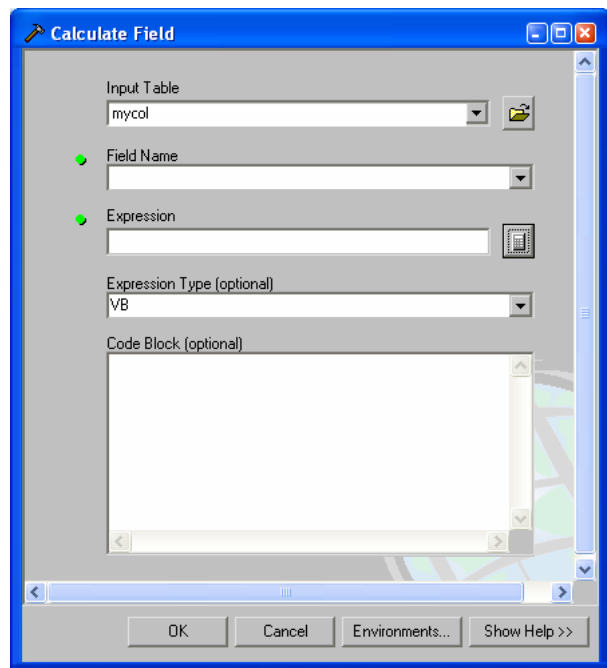 Calculate Field
Input Table
mycol
Field Name
Expression
Expression Type (optional)
VB
Code Block (optional)
OK Cancel Environments... Show Help >>